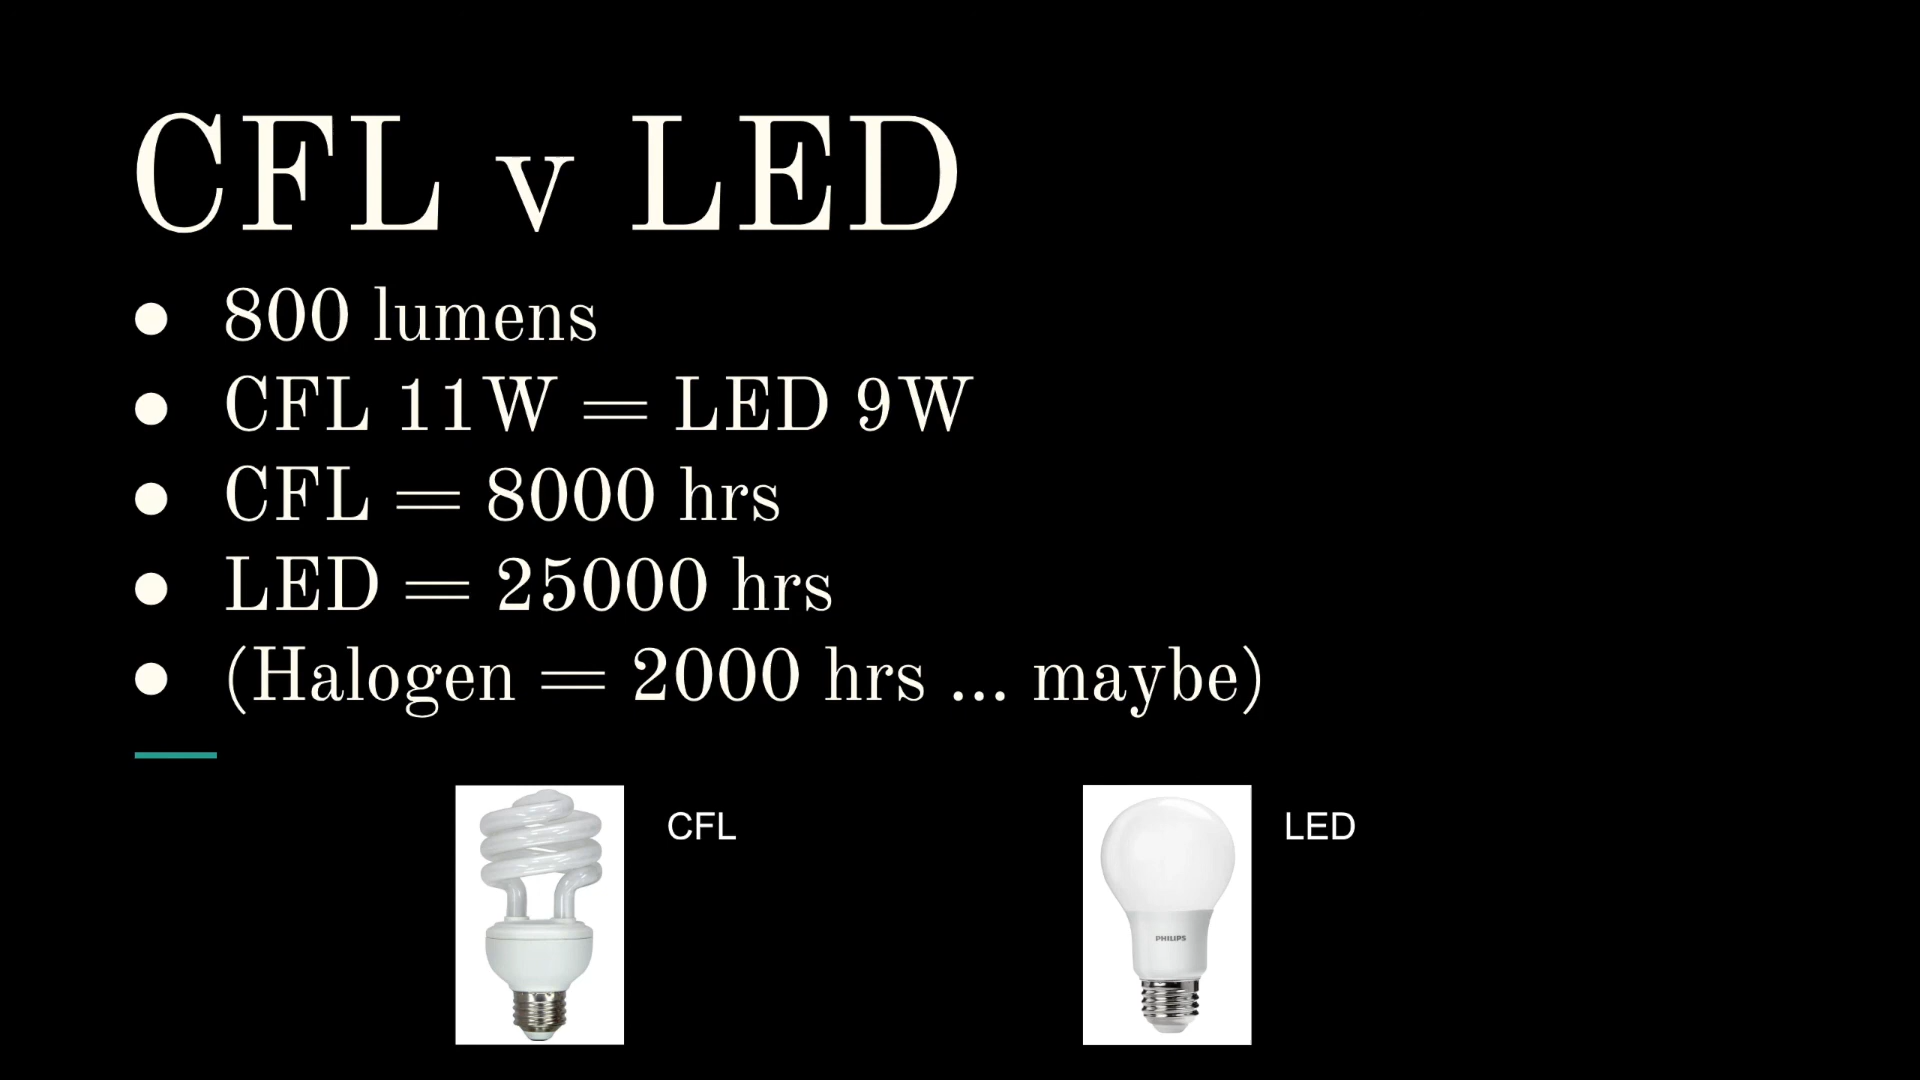 CFL v LED
● 800 lumens
● CFL 11W = LED 9W
● CFL = 8000 hrs
● LED = 25000 hrs
● (Halogen = 2000 hrs ... maybe)
CFL
LED
PHILIPS